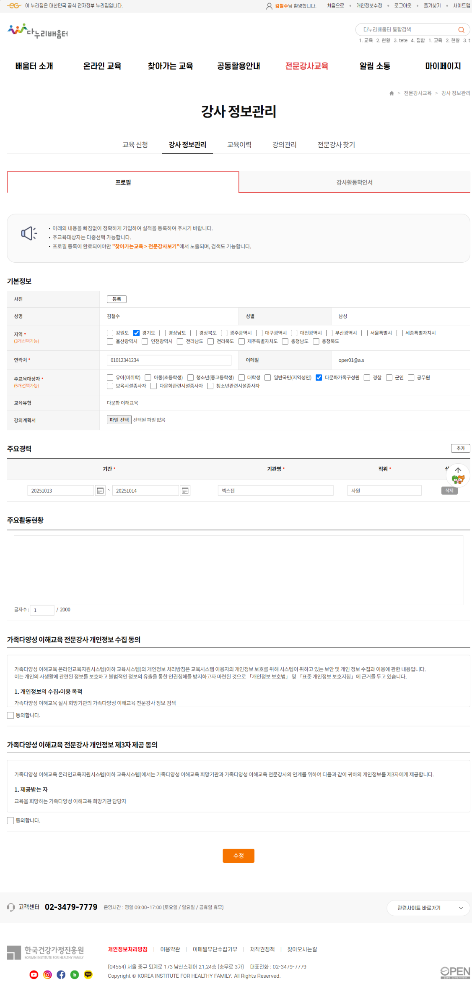 이 누리집은 대한민국 공식 전자정부 누리집입니다.
김철수님 환영합니다. 처음으로 • 개인정보수정 • 로그아웃 • 즐겨찾기 • 사이트맵
다누리배움터
다누리배움터 통합검색
1. 교육 2. 현황 3. tete 4. 집합 1. 교육 2. 현황 3. t
배움터 소개 온라인 교육 찾아가는 교육 공동활용안내 전문강사교육 알림 소통 마이페이지
> 전문강사교육 > 강사 정보관리
강사 정보관리
교육 신청 강사 정보관리 교육이력 강의관리 전문강사 찾기
프로필 강사활동확인서
• 아래의 내용을 빠짐없이 정확하게 기입하여 실적을 등록하여 주시기 바랍니다.
• 주교육대상자는 다중선택 가능합니다.
• 프로필 등록이 완료되어야만 "찾아가는교육 > 전문강사보기"에서 노출되며, 검색도 가능합니다.
기본정보
사진 등록
성명 김철수 성별 남성
지역 *
(3개선택가능)
강원도 경기도 경상남도 경상북도 광주광역시 대구광역시 대전광역시 부산광역시 서울특별시 세종특별자치시
울산광역시 인천광역시 전라남도 전라북도 제주특별자치도 충청남도 충청북도
연락처 * 01012341234 이메일 oper01@a.s
주교육대상자 *
(5개선택가능)
유아(미취학) 아동(초등학생) 청소년(중고등학생) 대학생 일반국민(지역성인) 다문화가족구성원 경찰 군인 공무원
보육시설종사자 다문화관련시설종사자 청소년관련시설종사자
교육유형 다문화 이해교육
강의계획서 파일 선택 선택된 파일 없음
주요경력 추가
기간 * 기관명 * 직위 *
20251013 ~ 20251014 넥스젠 사원 삭제
주요활동현황
글자수 : 1 / 2000
가족다양성 이해교육 전문강사 개인정보 수집 동의
가족다양성 이해교육 온라인교육지원시스템(이하 교육시스템)의 개인정보 처리방침은 교육시스템 이용자의 개인정보 보호를 위해 시스템이 취하고 있는 보안 및 개인 정보 수집과 이용에 관한 내용입니다.
이는 개인의 사생활에 관련된 정보를 보호하고 불법적인 정보의 유출을 통한 인권침해를 방지하고자 마련된 것으로 「개인정보 보호법」 및 「표준 개인정보 보호지침」에 근거를 두고 있습니다.
1. 개인정보의 수집•이용 목적
가족다양성 이해교육 실시 희망기관의 가족다양성 이해교육 전문강사 정보 검색
동의합니다.
가족다양성 이해교육 전문강사 개인정보 제3자 제공 동의
가족다양성 이해교육 온라인교육지원시스템(이하 교육시스템)에서는 가족다양성 이해교육 희망기관과 가족다양성 이해교육 전문강사의 연계를 위하여 다음과 같이 귀하의 개인정보를 제3자에게 제공합니다.
1. 제공받는 자
교육을 희망하는 가족다양성 이해교육 희망기관 담당자
동의합니다.
수정
고객센터 02-3479-7779 운영시간 : 평일 09:00~17:00 (토요일 / 일요일 / 공휴일 휴무) 관련사이트 바로가기
한국건강가정진흥원
KOREAN INSTITUTE FOR HEALTHY FAMILY
개인정보처리방침 | 이용약관 | 이메일무단수집거부 | 저작권정책 | 찾아오시는길
(04554) 서울 중구 퇴계로 173 남산스퀘어 21,24층 (충무로 3가) 대표전화 : 02-3479-7779
Copyright © KOREA INSTITUTE FOR HEALTHY FAMILY. All Rights Reserved.
TALK
OPEN